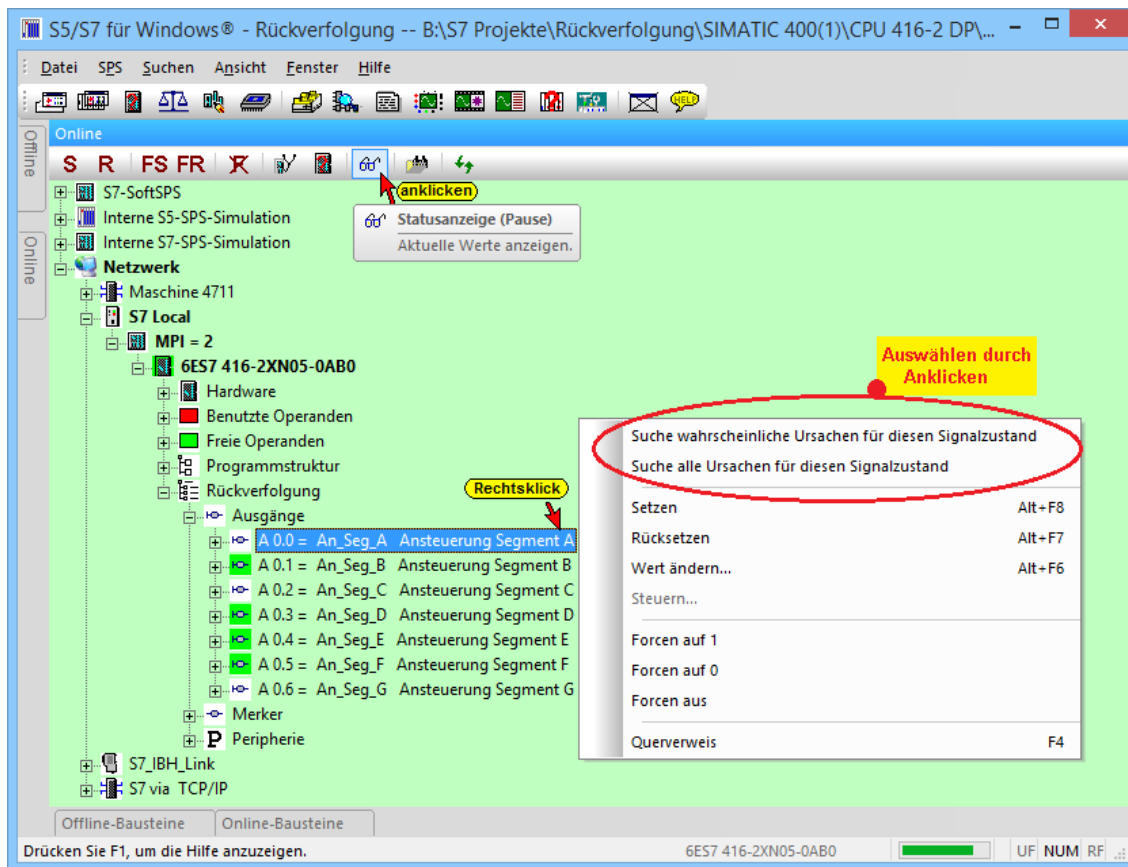 S5/S7 für Windows® - Rückverfolgung -- B:\S7 Projekte\Rückverfolgung\SIMATIC 400(1)\CPU 416-2 DP\...
Datei SPS Suchen Ansicht Fenster Hilfe
HELP
Offline
Online
Online
S R FS FR R
anklicken
Statusanzeige (Pause)
Aktuelle Werte anzeigen.
S7-SoftSPS
Interne S5-SPS-Simulation
Interne S7-SPS-Simulation
Netzwerk
Maschine 4711
S7 Local
MPI = 2
6ES7 416-2XN05-0AB0
Hardware
Benutzte Operanden
Freie Operanden
Programmstruktur
Rückverfolgung
Rechtsklick
Ausgänge
A 0.0 = An_Seg_A Ansteuerung Segment A
A 0.1 = An_Seg_B Ansteuerung Segment B
A 0.2 = An_Seg_C Ansteuerung Segment C
A 0.3 = An_Seg_D Ansteuerung Segment D
A 0.4 = An_Seg_E Ansteuerung Segment E
A 0.5 = An_Seg_F Ansteuerung Segment F
A 0.6 = An_Seg_G Ansteuerung Segment G
Merker
P Peripherie
S7_IBH_Link
S7 via TCP/IP
Auswählen durch
Anklicken
Suche wahrscheinliche Ursachen für diesen Signalzustand
Suche alle Ursachen für diesen Signalzustand
Setzen Alt+F8
Rücksetzen Alt+F7
Wert ändern... Alt+F6
Steuern...
Forcen auf 1
Forcen auf 0
Forcen aus
Querverweis F4
Offline-Bausteine Online-Bausteine
Drücken Sie F1, um die Hilfe anzuzeigen. 6ES7 416-2XN05-0AB0 UF NUM RF